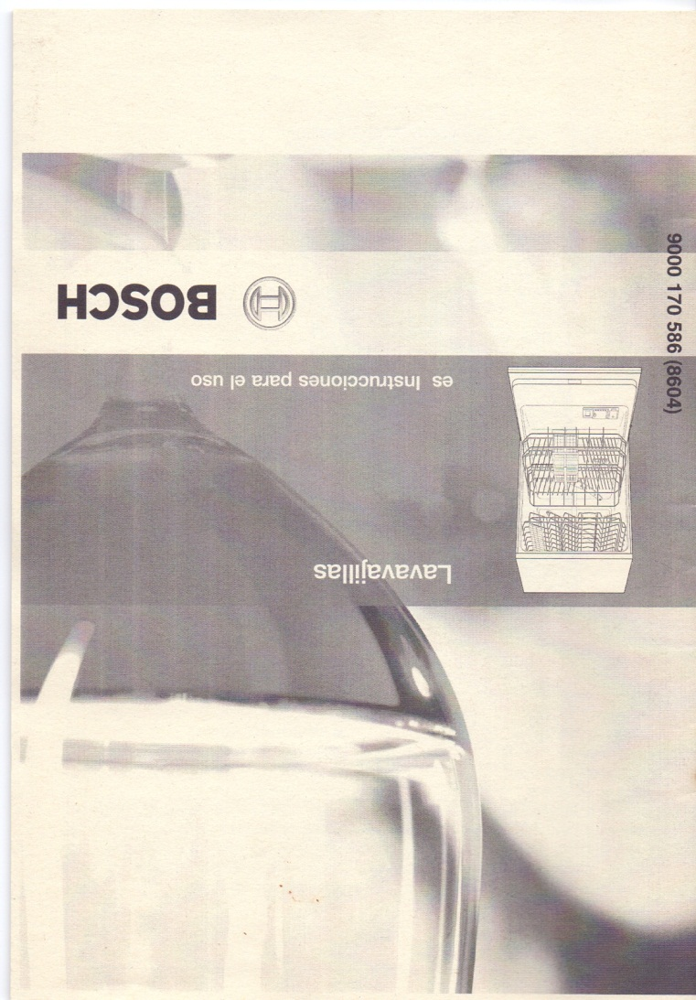 Lavavajillas
es Instrucciones para el uso
BOSCH
9000 170 586 (8604)